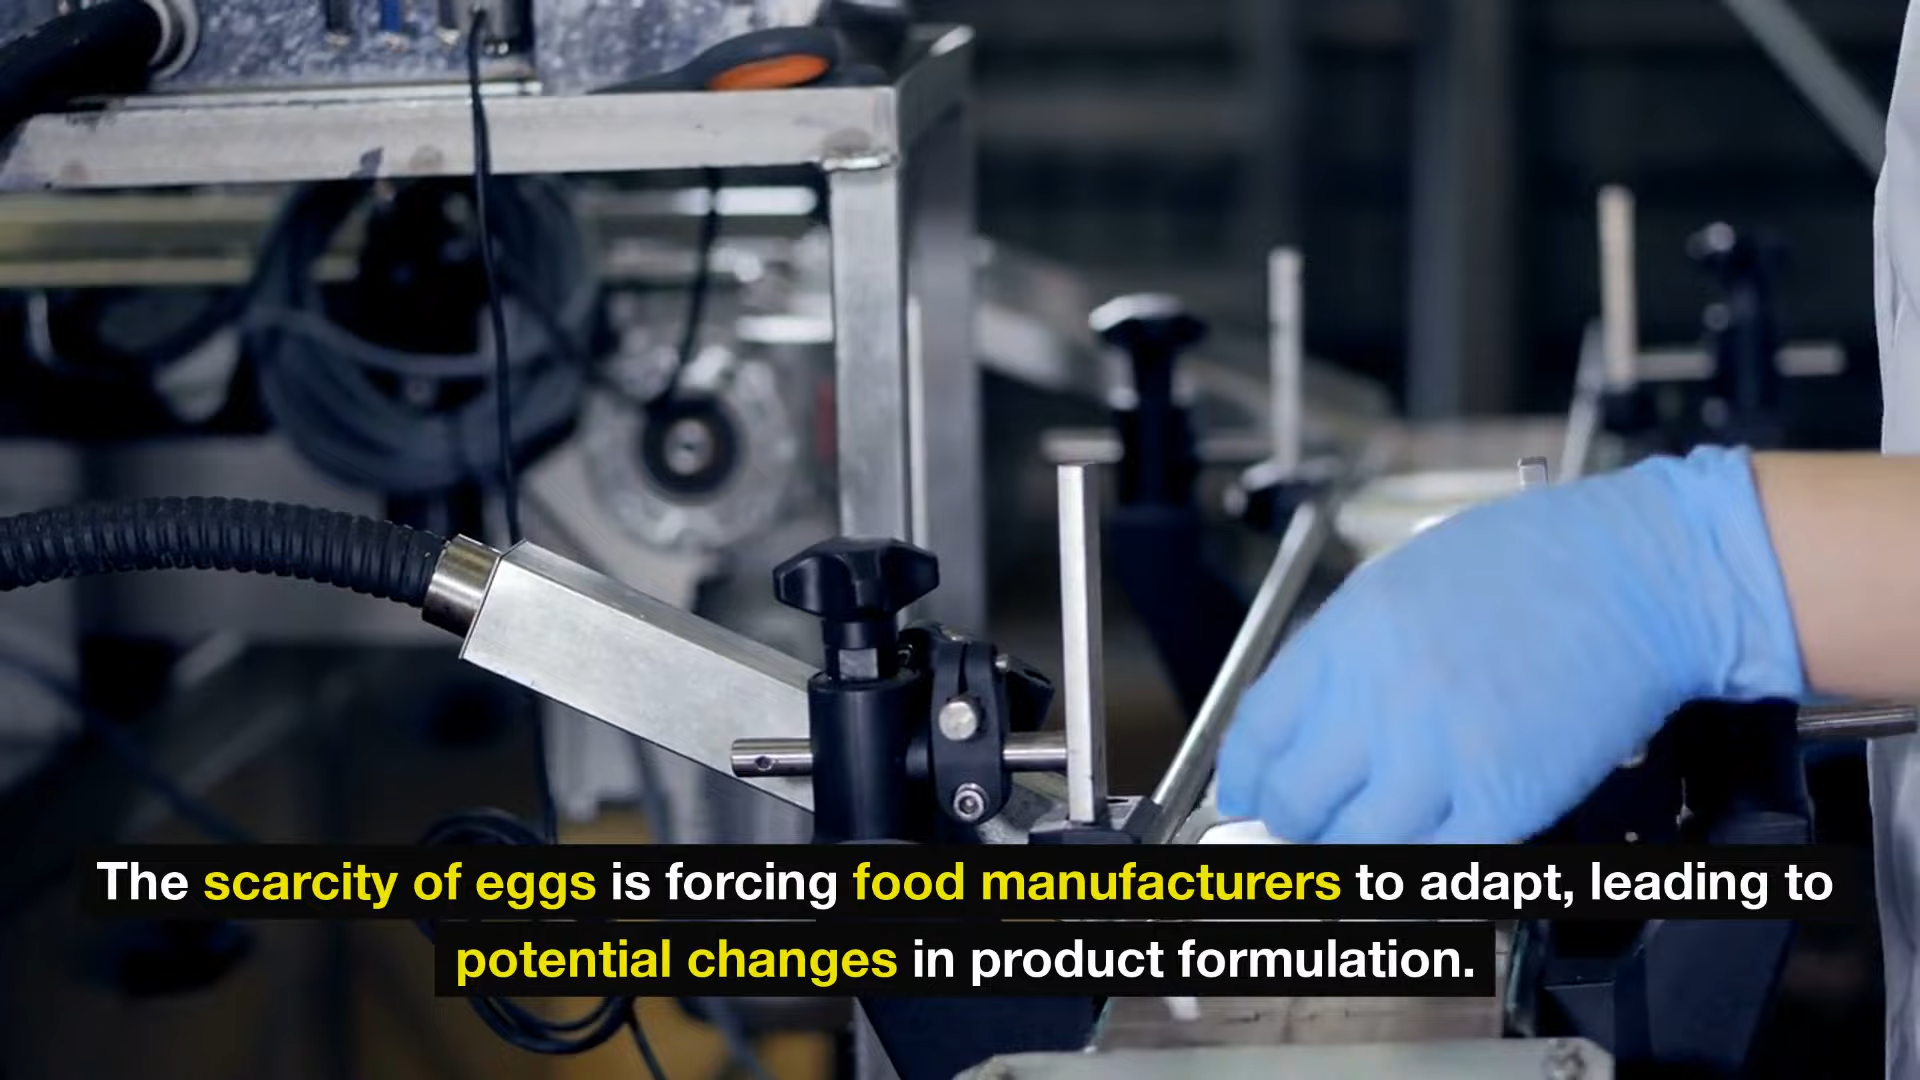 The scarcity of eggs is forcing food manufacturers to adapt, leading to
potential changes in product formulation.